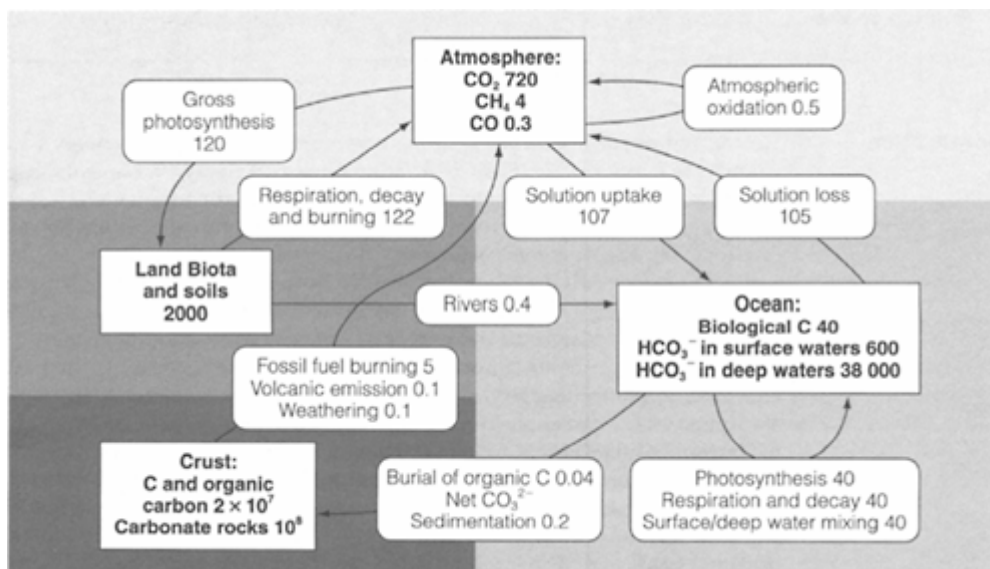 Atmosphere:
CO₂ 720
CH₄ 4
CO 0.3
Atmospheric
oxidation 0.5
Gross
photosynthesis
120
Respiration, decay
and burning 122
Solution uptake
107
Solution loss
105
Land Biota
and soils
2000
Rivers 0.4
Ocean:
Biological C 40
HCO₃⁻ in surface waters 600
HCO₃⁻ in deep waters 38 000
Fossil fuel burning 5
Volcanic emission 0.1
Weathering 0.1
Crust:
C and organic
carbon 2 × 10⁷
Carbonate rocks 10⁸
Burial of organic C 0.04
Net CO₃²⁻
Sedimentation 0.2
Photosynthesis 40
Respiration and decay 40
Surface/deep water mixing 40